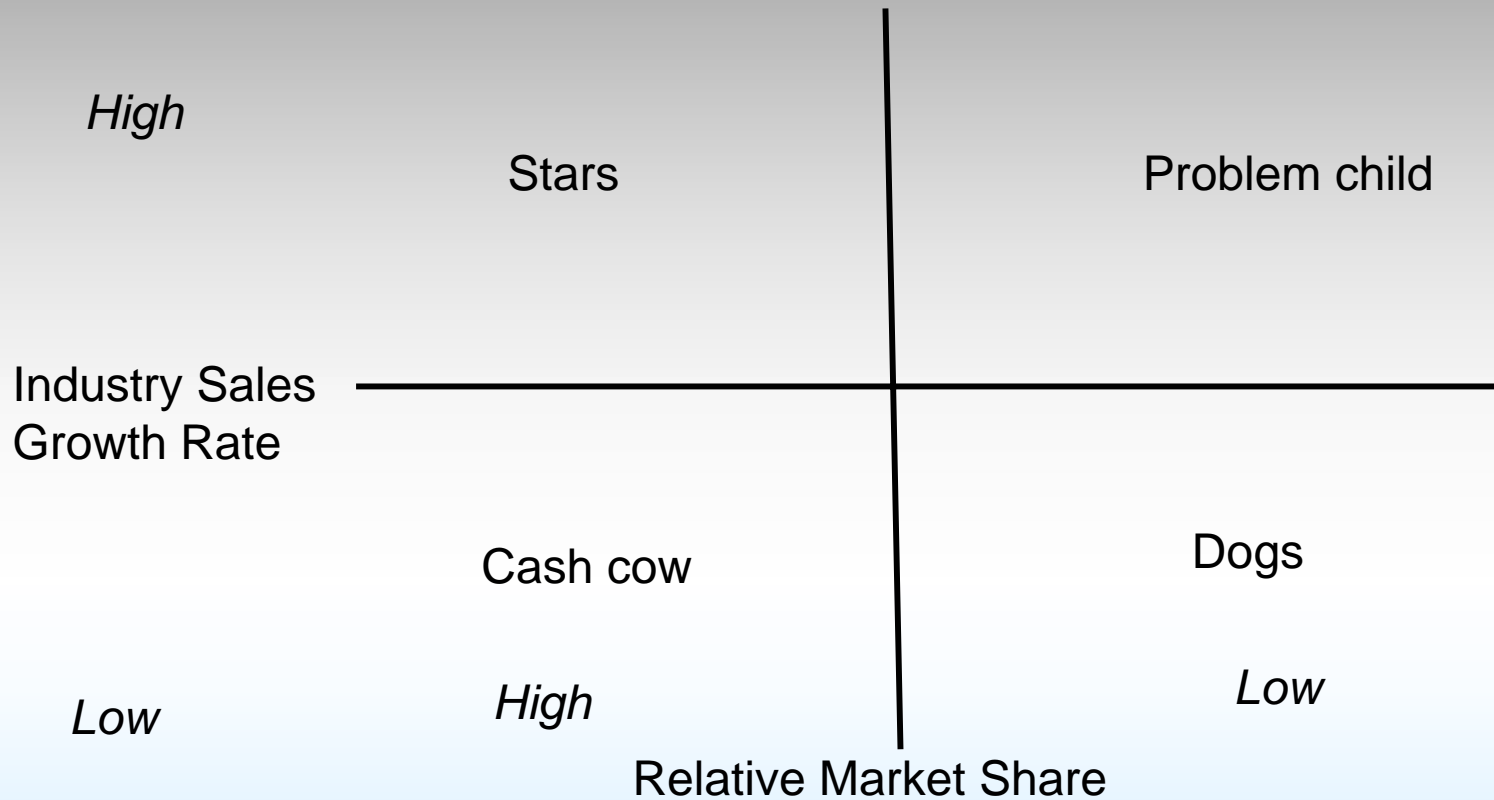 High
Stars
Problem child
Industry Sales
Growth Rate
Cash cow
Dogs
Low
High
Low
Relative Market Share